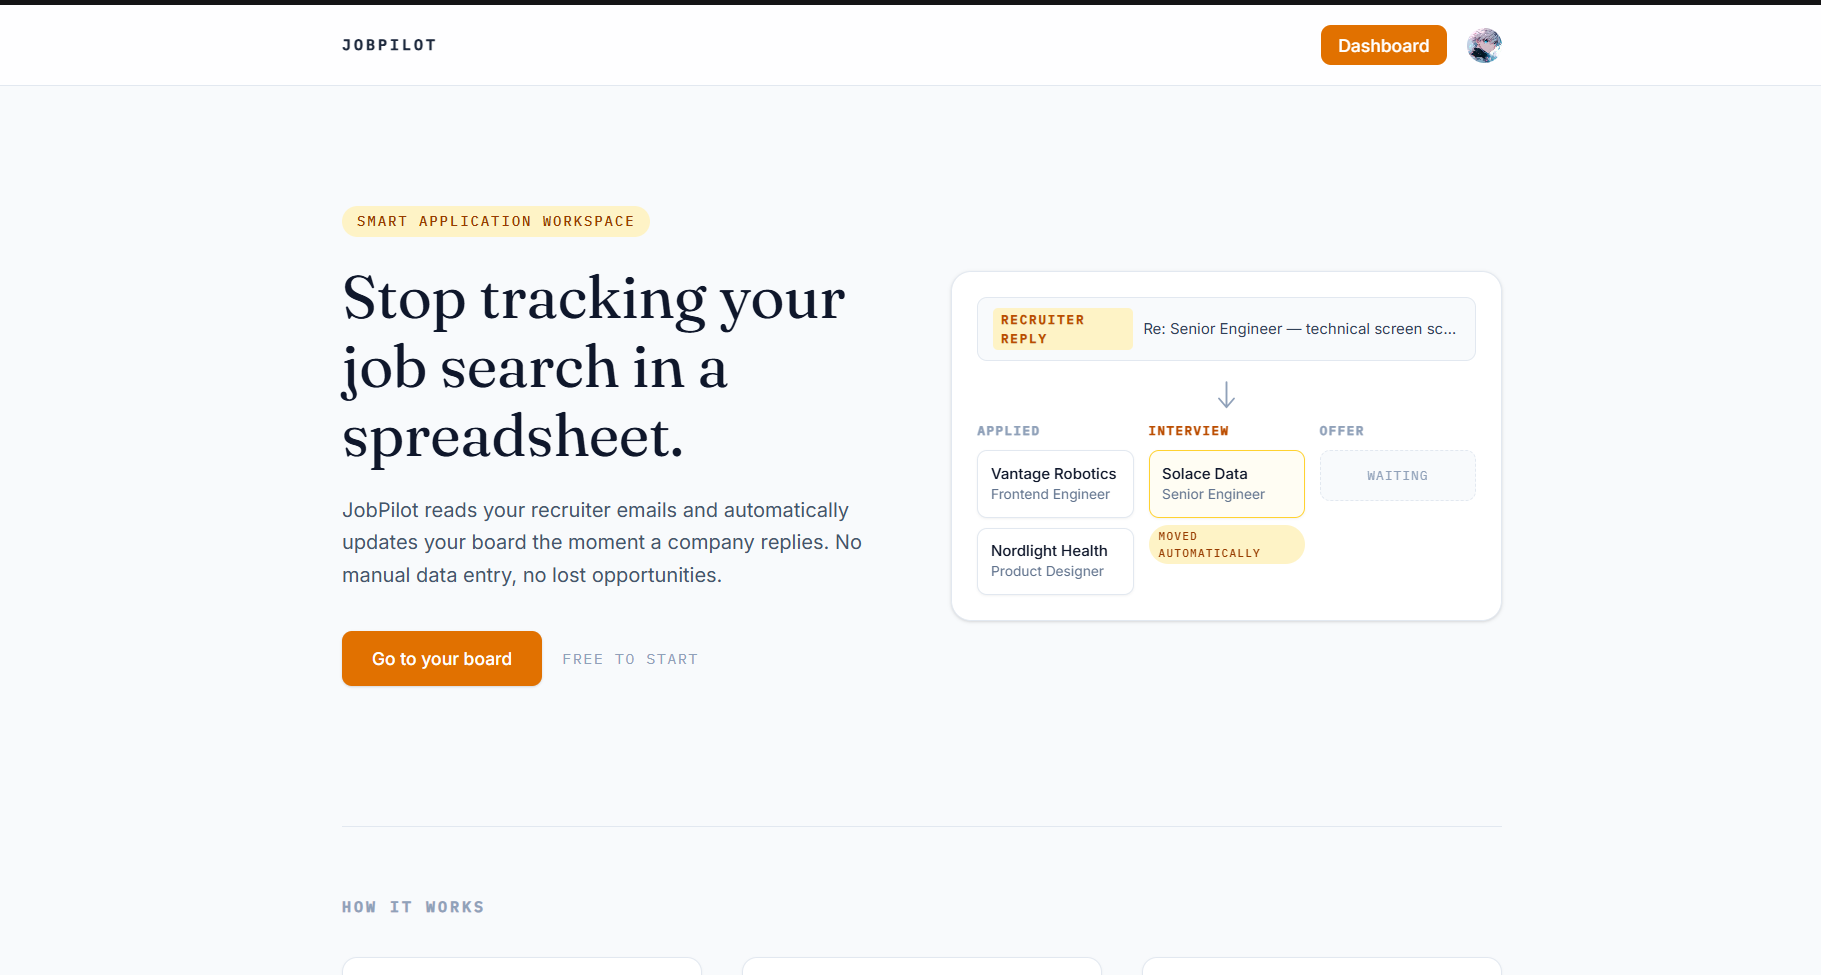 JOBPILOT
Dashboard
SMART APPLICATION WORKSPACE
Stop tracking your
job search in a
spreadsheet.
JobPilot reads your recruiter emails and automatically
updates your board the moment a company replies. No
manual data entry, no lost opportunities.
Go to your board
FREE TO START
RECRUITER
REPLY
Re: Senior Engineer — technical screen sc...
APPLIED
Vantage Robotics
Frontend Engineer
Nordlight Health
Product Designer
INTERVIEW
Solace Data
Senior Engineer
MOVED
AUTOMATICALLY
OFFER
WAITING
HOW IT WORKS